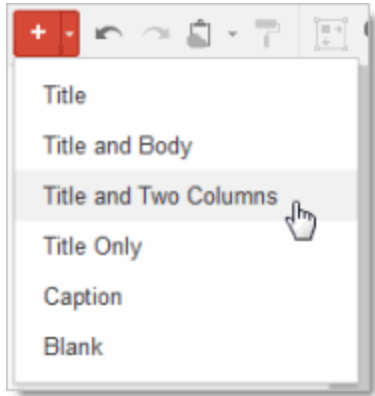 Title
Title and Body
Title and Two Columns
Title Only
Caption
Blank